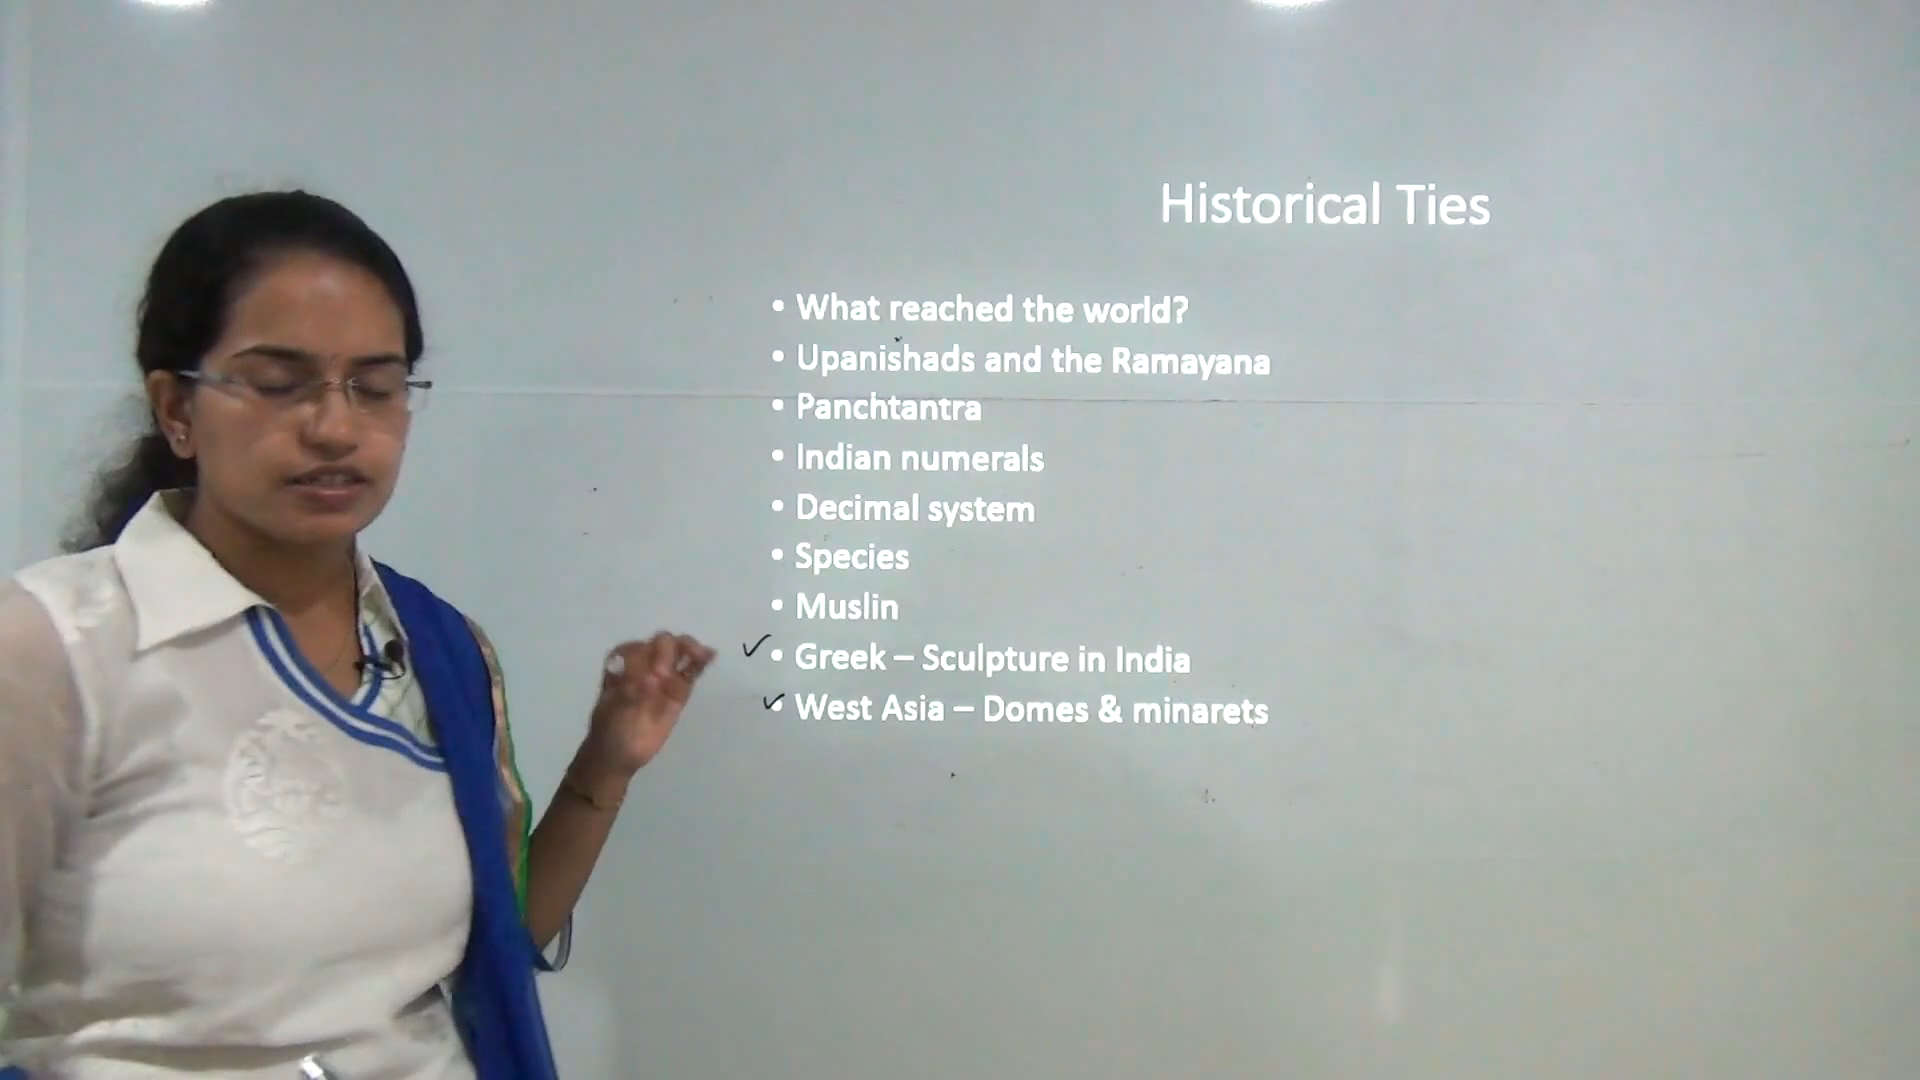 Historical Ties
• What reached the world?
• Upanishads and the Ramayana
• Panchtantra
• Indian numerals
• Decimal system
• Species
• Muslin
✓ • Greek – Sculpture in India
✓ • West Asia – Domes & minarets